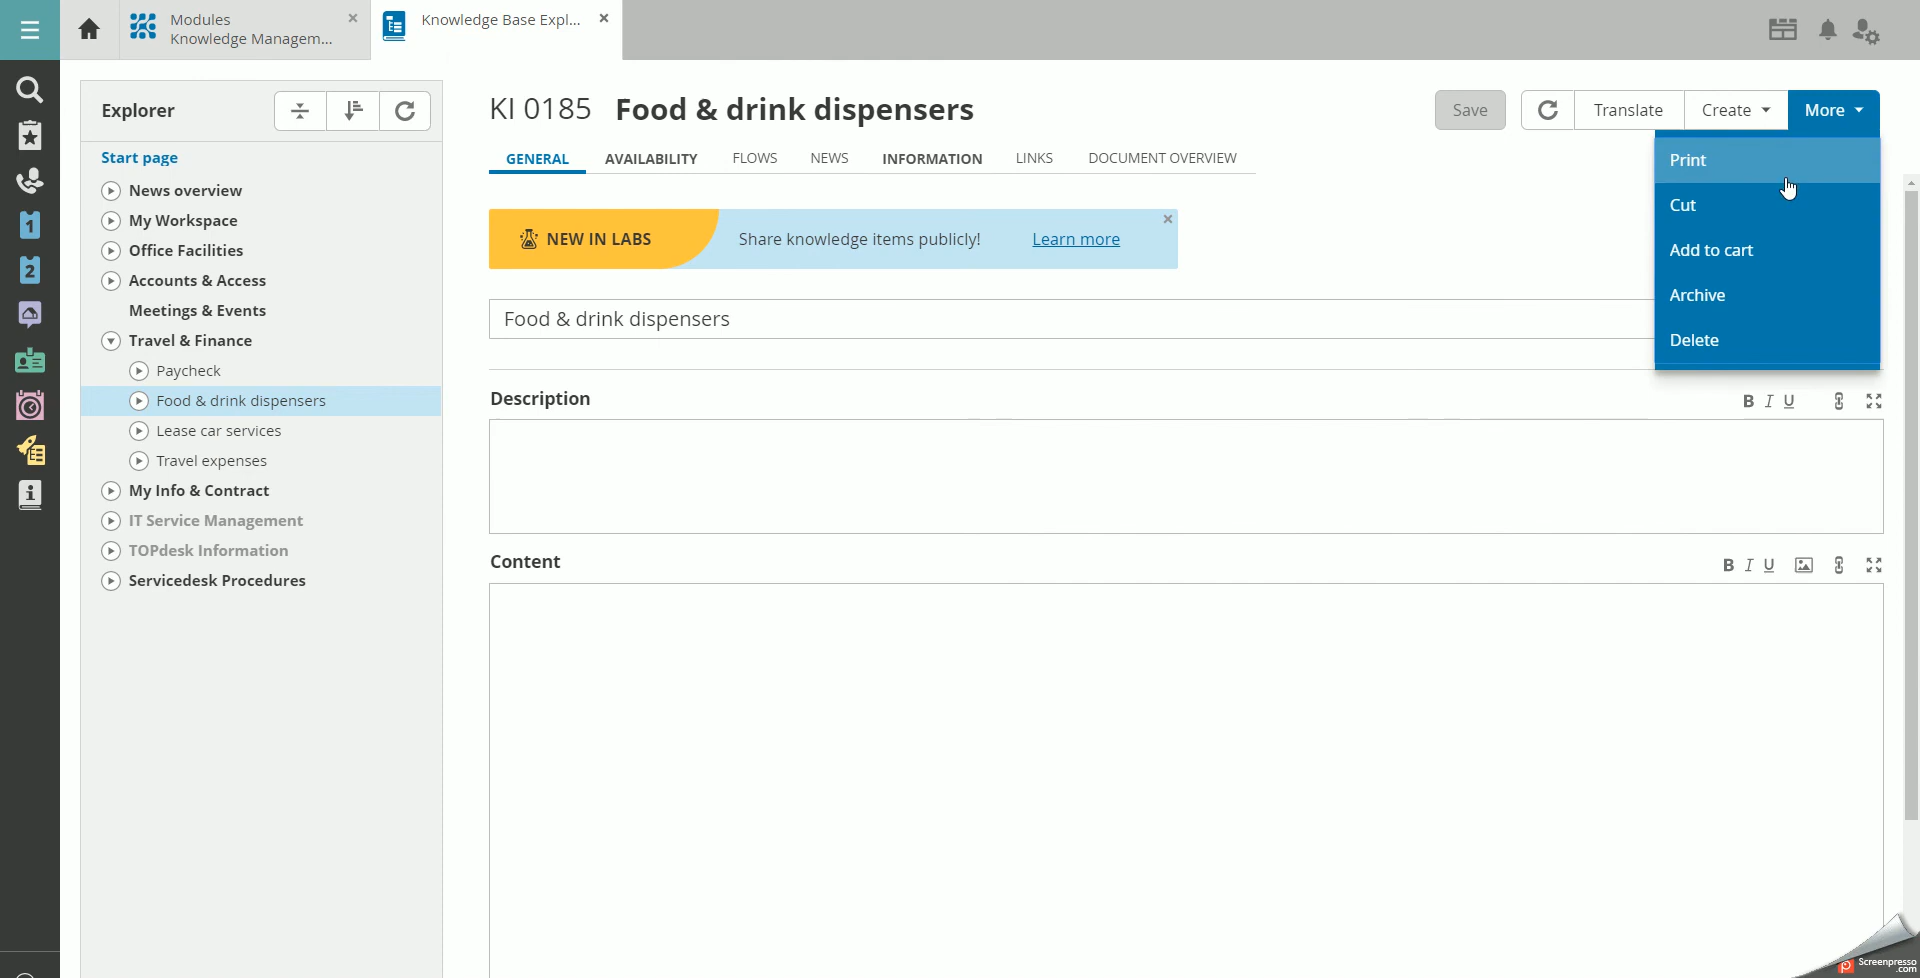 Modules
Knowledge Managem...
Knowledge Base Expl...
Explorer
KI 0185 Food & drink dispensers
Save
Translate
Create
More
Start page
News overview
My Workspace
Office Facilities
Accounts & Access
Meetings & Events
Travel & Finance
Paycheck
Food & drink dispensers
Lease car services
Travel expenses
My Info & Contract
IT Service Management
TOPdesk Information
Servicedesk Procedures
GENERAL AVAILABILITY FLOWS NEWS INFORMATION LINKS DOCUMENT OVERVIEW
Print
Cut
Add to cart
Archive
Delete
NEW IN LABS Share knowledge items publicly! Learn more
Food & drink dispensers
Description
B I U
Content
B I U
1
2
Screenpresso
.com